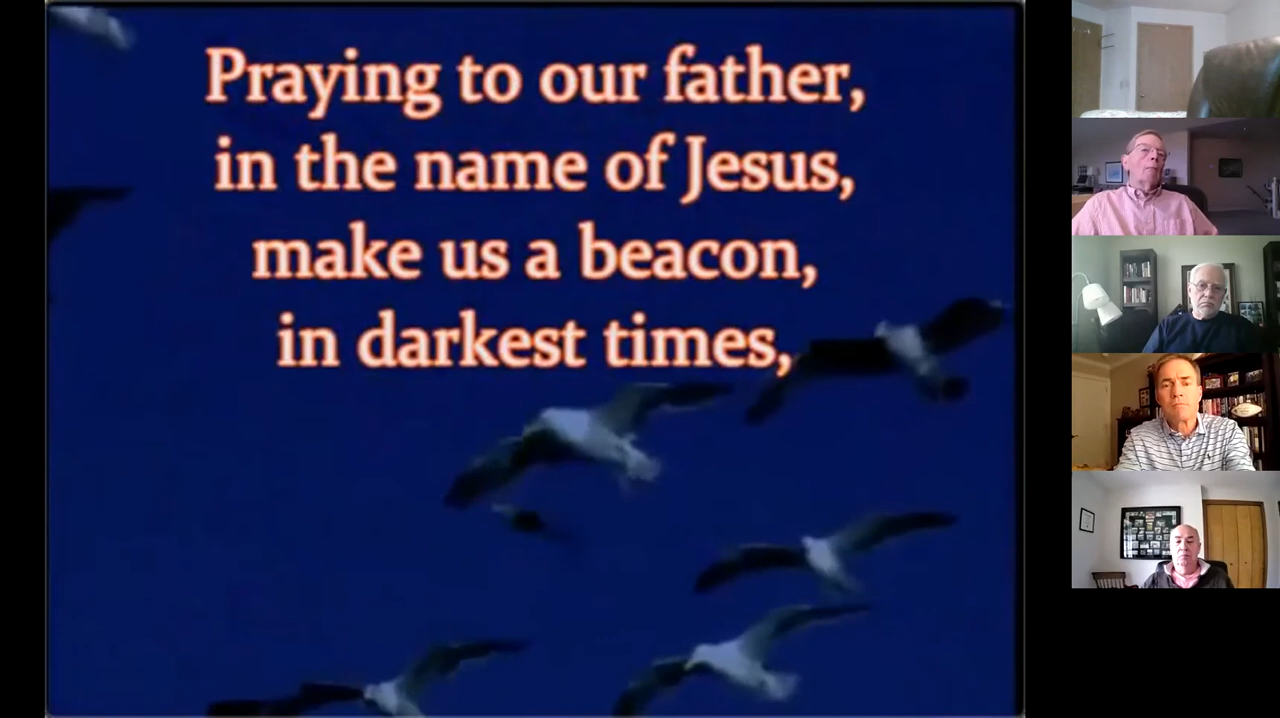 Praying to our father,
in the name of Jesus,
make us a beacon,
in darkest times,